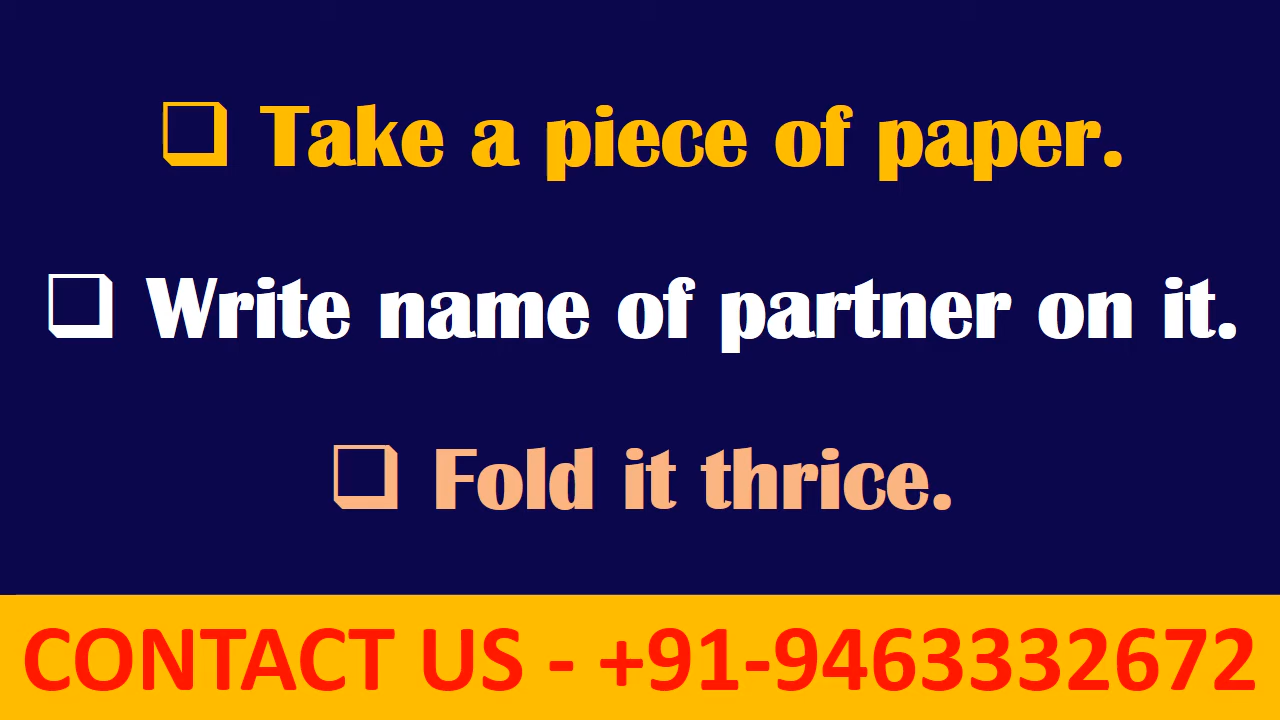 ❑ Take a piece of paper.
❑ Write name of partner on it.
❑ Fold it thrice.
CONTACT US - +91-9463332672